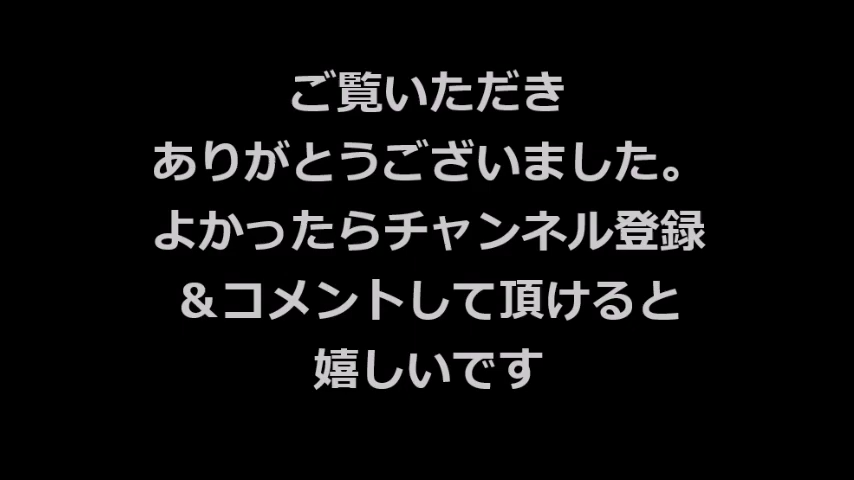 ご覧いただき
ありがとうございました。
よかったらチャンネル登録
＆コメントして頂けると
嬉しいです